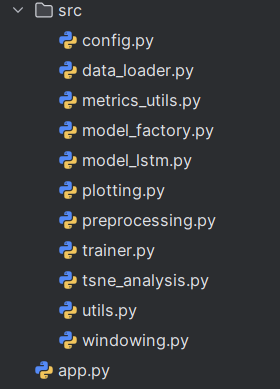 src
config.py
data_loader.py
metrics_utils.py
model_factory.py
model_lstm.py
plotting.py
preprocessing.py
trainer.py
tsne_analysis.py
utils.py
windowing.py
app.py